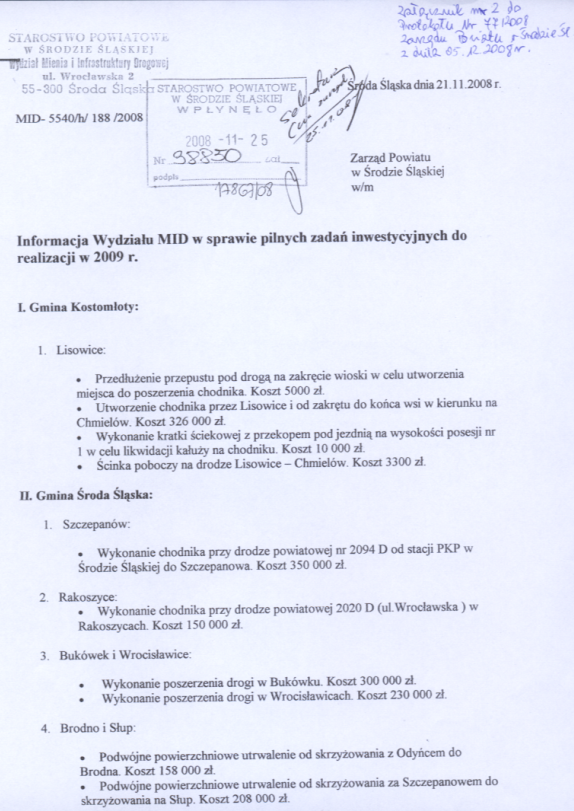 Załącznik nr 2 do
Protokołu Nr 77/2008
Zarządu Powiatu w Środzie Śl
z dnia 05.12.2008r.
STAROSTWO POWIATOWE
W ŚRODZIE ŚLĄSKIEJ
Wydział Mienia i Infrastruktury Drogowej
ul. Wrocławska 2
55-300 Środa Śląska
MID- 5540/h/ 188 /2008
STAROSTWO POWIATOWE
W ŚRODZIE ŚLĄSKIEJ
WPŁYNĘŁO
2008 -11- 25
Nr 38830 zał.
podpis
17867/08
Środa Śląska dnia 21.11.2008 r.
Zarząd Powiatu
w Środzie Śląskiej
w/m
Informacja Wydziału MID w sprawie pilnych zadań inwestycyjnych do
realizacji w 2009 r.
I. Gmina Kostomłoty:
1. Lisowice:
• Przedłużenie przepustu pod drogą na zakręcie wioski w celu utworzenia
miejsca do poszerzenia chodnika. Koszt 5000 zł.
• Utworzenie chodnika przez Lisowice i od zakrętu do końca wsi w kierunku na
Chmielów. Koszt 326 000 zł.
• Wykonanie kratki ściekowej z przekopem pod jezdnią na wysokości posesji nr
1 w celu likwidacji kałuży na chodniku. Koszt 10 000 zł.
• Ścinka poboczy na drodze Lisowice – Chmielów. Koszt 3300 zł.
II. Gmina Środa Śląska:
1. Szczepanów:
• Wykonanie chodnika przy drodze powiatowej nr 2094 D od stacji PKP w
Środzie Śląskiej do Szczepanowa. Koszt 350 000 zł.
2. Rakoszyce:
• Wykonanie chodnika przy drodze powiatowej 2020 D (ul.Wrocławska ) w
Rakoszycach. Koszt 150 000 zł.
3. Bukówek i Wrocisławice:
• Wykonanie poszerzenia drogi w Bukówku. Koszt 300 000 zł.
• Wykonanie poszerzenia drogi w Wrocisławicach. Koszt 230 000 zł.
4. Brodno i Słup:
• Podwójne powierzchniowe utrwalenie od skrzyżowania z Odyńcem do
Brodna. Koszt 158 000 zł.
• Podwójne powierzchniowe utrwalenie od skrzyżowania za Szczepanowem do
skrzyżowania na Słup. Koszt 208 000 zł.